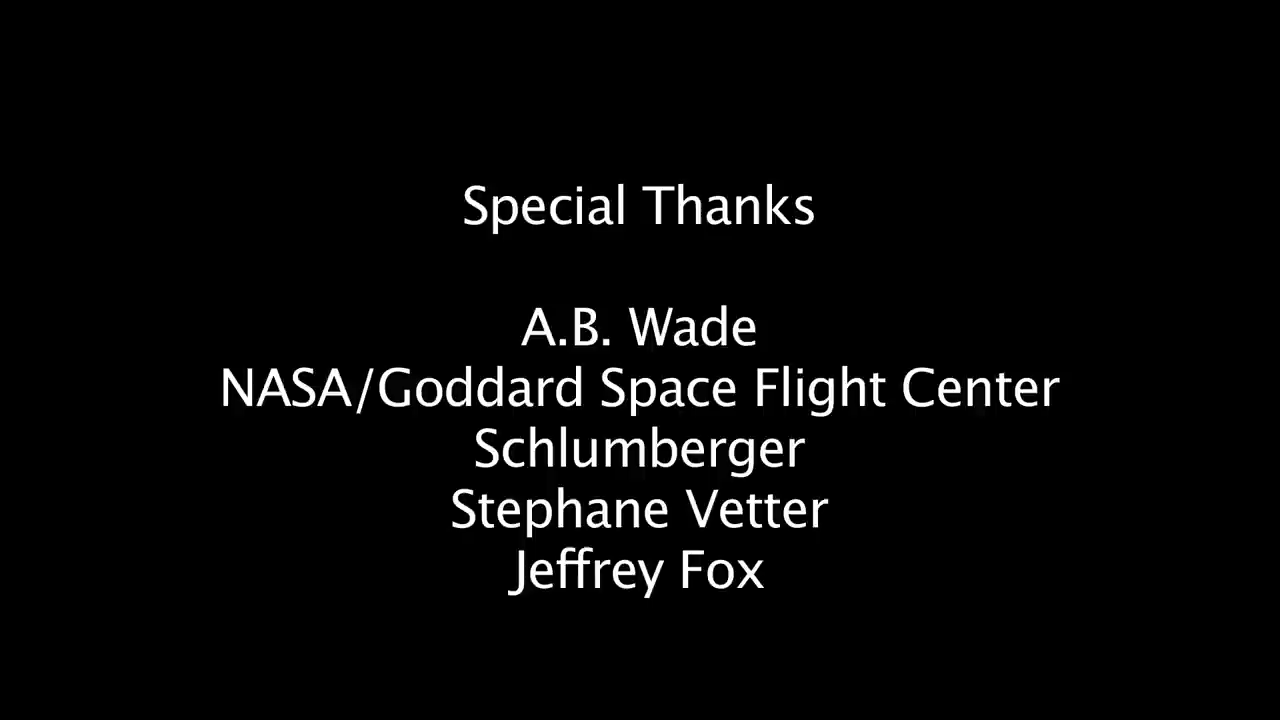 Special Thanks
A.B. Wade
NASA/Goddard Space Flight Center
Schlumberger
Stephane Vetter
Jeffrey Fox